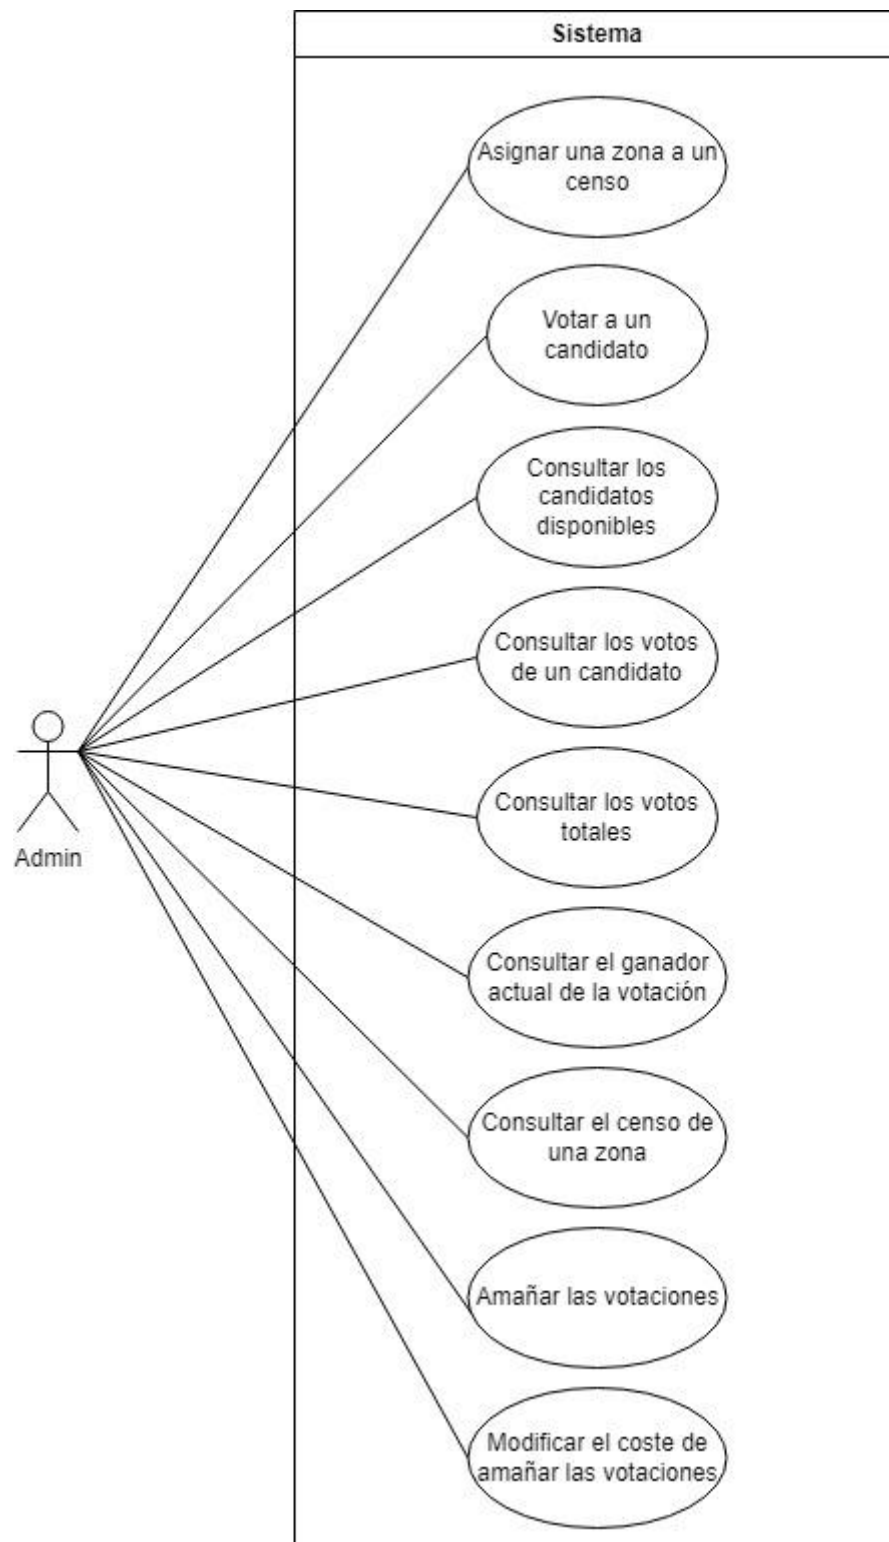 Sistema
Asignar una zona a un
censo
Votar a un
candidato
Consultar los
candidatos
disponibles
Consultar los votos
de un candidato
Consultar los votos
totales
Admin
Consultar el ganador
actual de la votación
Consultar el censo de
una zona
Amañar las votaciones
Modificar el coste de
amañar las votaciones